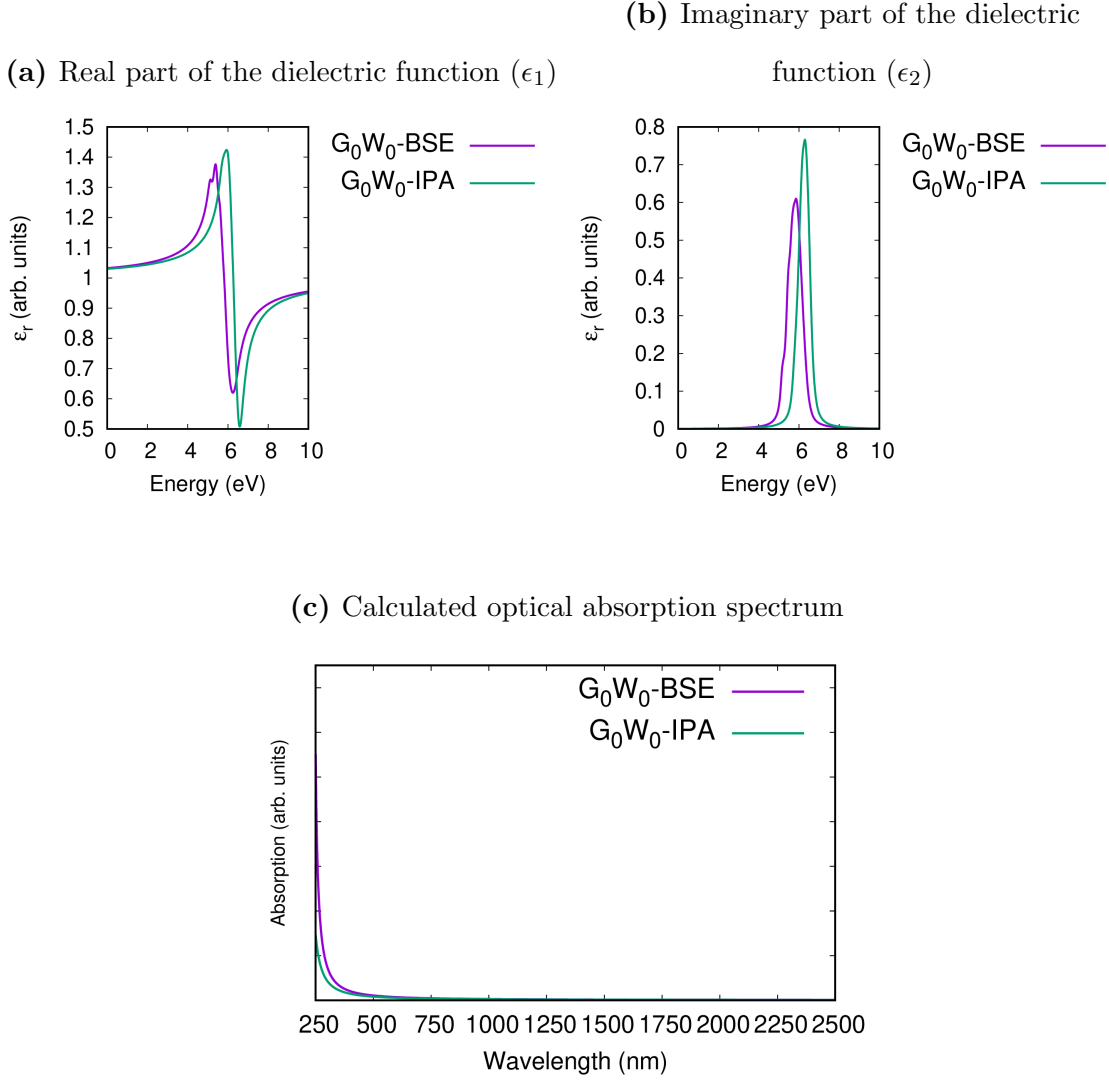 (a) Real part of the dielectric function (ϵ₁)
1.5
1.4
1.3
1.2
1.1
1
0.9
0.8
0.7
0.6
0.5
0 2 4 6 8 10
εᵣ (arb. units)
Energy (eV)
G₀W₀-BSE
G₀W₀-IPA
(b) Imaginary part of the dielectric
function (ϵ₂)
0.8
0.7
0.6
0.5
0.4
0.3
0.2
0.1
0
0 2 4 6 8 10
εᵣ (arb. units)
Energy (eV)
G₀W₀-BSE
G₀W₀-IPA
(c) Calculated optical absorption spectrum
G₀W₀-BSE
G₀W₀-IPA
Absorption (arb. units)
250 500 750 1000 1250 1500 1750 2000 2250 2500
Wavelength (nm)